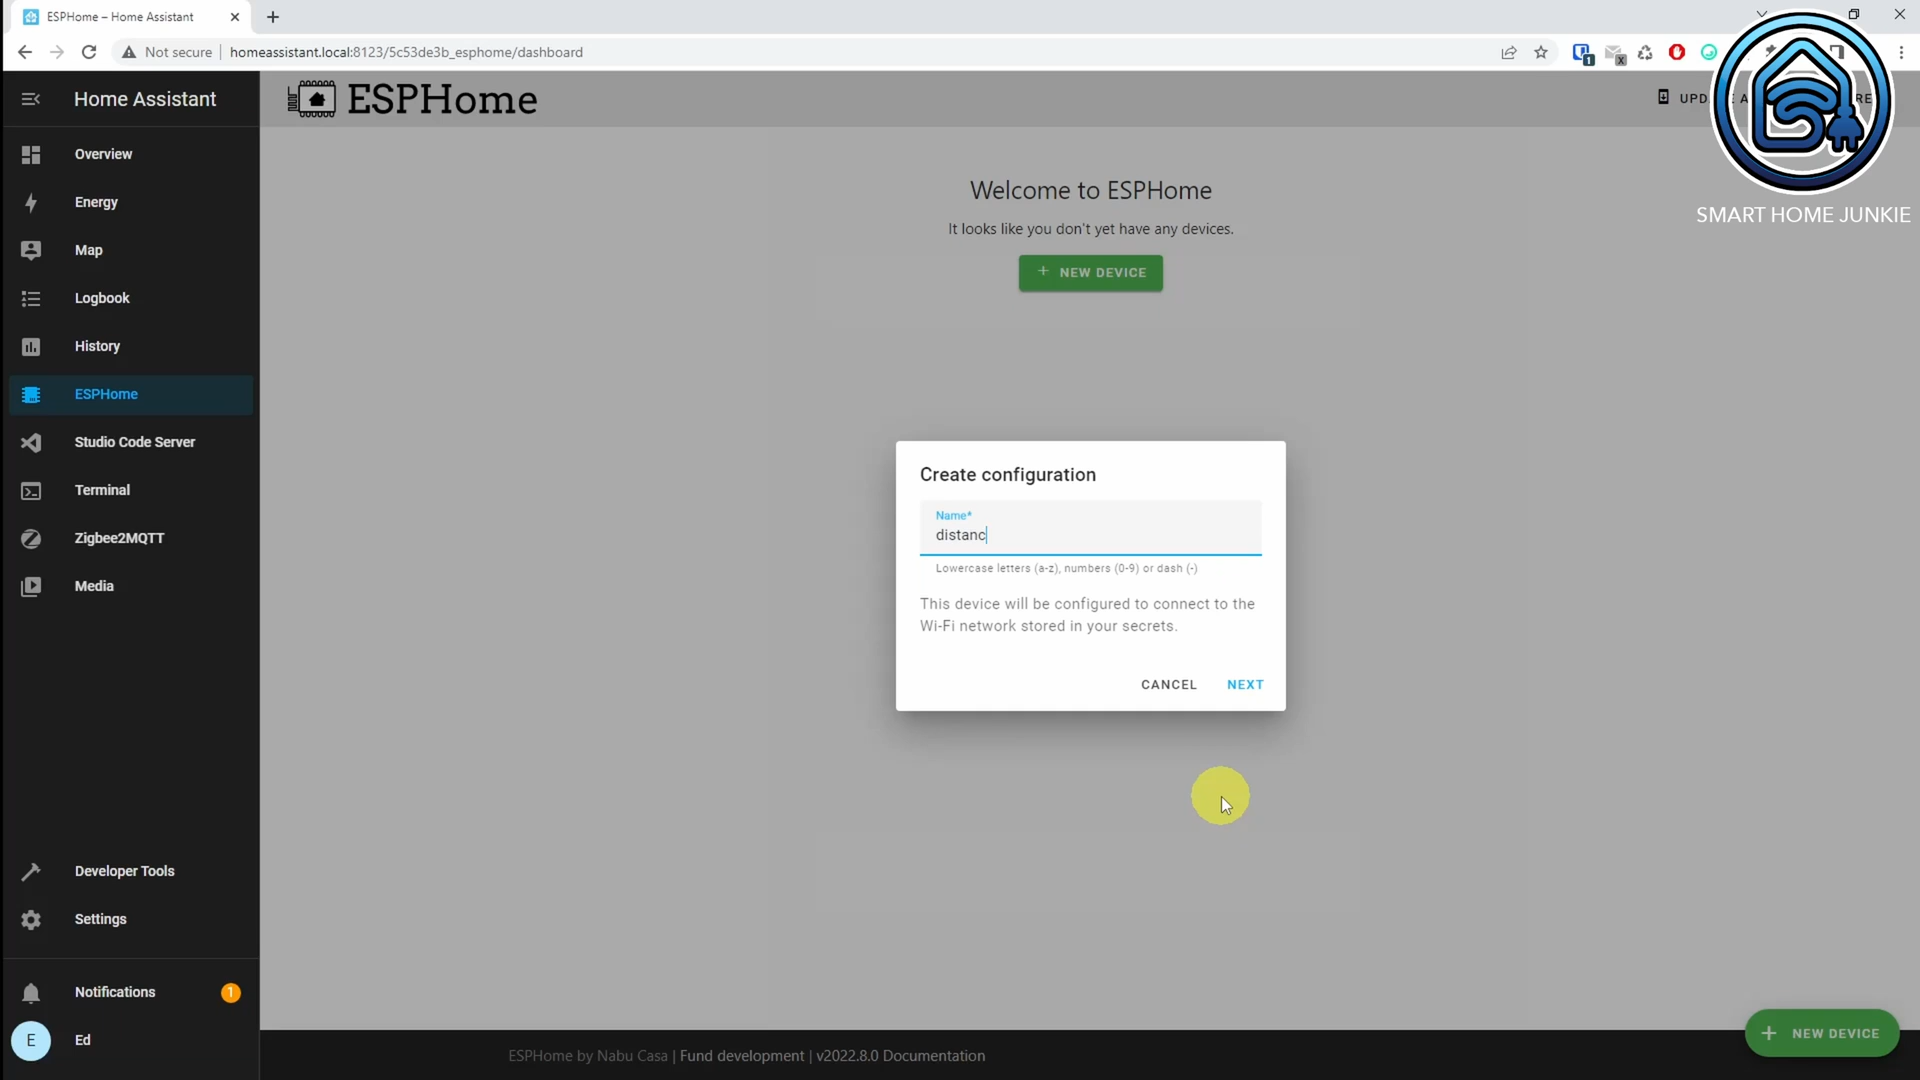 ESPHome – Home Assistant
Not secure
homeassistant.local:8123/5c53de3b_esphome/dashboard
1
x
Home Assistant
ESPHome
SMART HOME JUNKIE
Overview
Energy
Map
Logbook
History
ESPHome
Studio Code Server
Terminal
Zigbee2MQTT
Media
Developer Tools
Settings
Notifications
1
E
Ed
Welcome to ESPHome
It looks like you don't yet have any devices.
+ NEW DEVICE
Create configuration
Name*
distanc
Lowercase letters (a-z), numbers (0-9) or dash (-)
This device will be configured to connect to the
Wi-Fi network stored in your secrets.
CANCEL NEXT
+ NEW DEVICE
ESPHome by Nabu Casa | Fund development | v2022.8.0 Documentation